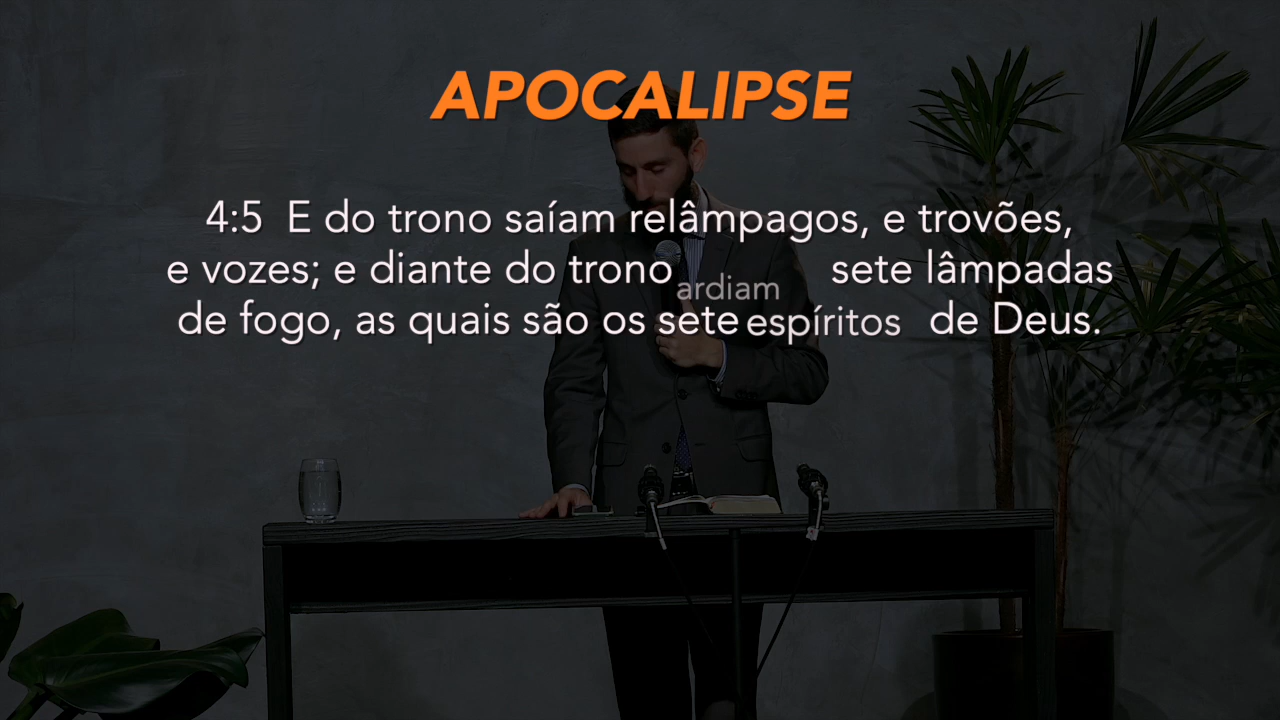 APOCALIPSE
4:5 E do trono saíam relâmpagos, e trovões,
e vozes; e diante do trono ardiam sete lâmpadas
de fogo, as quais são os sete espíritos de Deus.